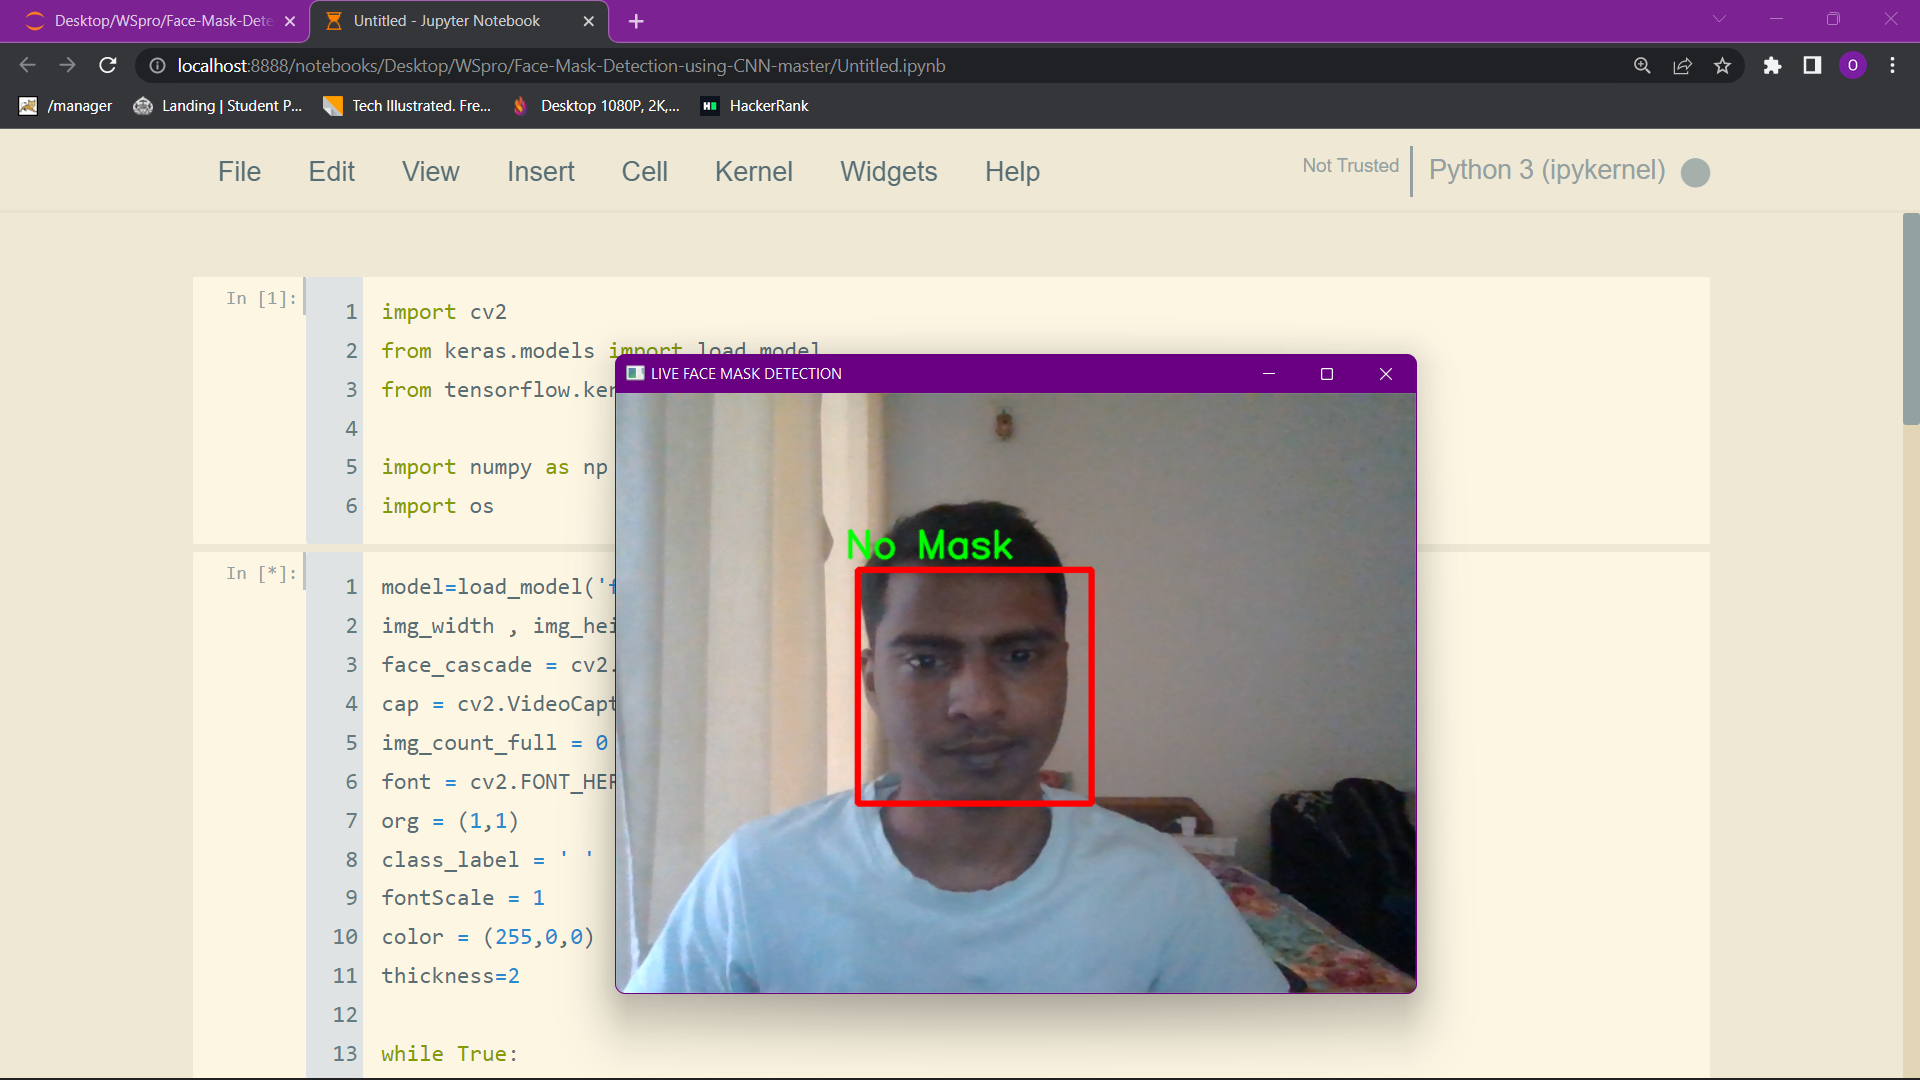 Desktop/WSpro/Face-Mask-Dete
Untitled - Jupyter Notebook
localhost:8888/notebooks/Desktop/WSpro/Face-Mask-Detection-using-CNN-master/Untitled.ipynb
O
/manager
Landing | Student P...
Tech Illustrated. Fre...
Desktop 1080P, 2K,...
HackerRank
File Edit View Insert Cell Kernel Widgets Help
Not Trusted
Python 3 (ipykernel)
In [1]:
1 import cv2
2 from keras.models import load_model
3 from tensorflow.ker
4
5 import numpy as np
6 import os
LIVE FACE MASK DETECTION
No Mask
In [*]:
1 model=load_model('f
2 img_width , img_hei
3 face_cascade = cv2.
4 cap = cv2.VideoCapt
5 img_count_full = 0
6 font = cv2.FONT_HER
7 org = (1,1)
8 class_label = ' '
9 fontScale = 1
10 color = (255,0,0)
11 thickness=2
12
13 while True: